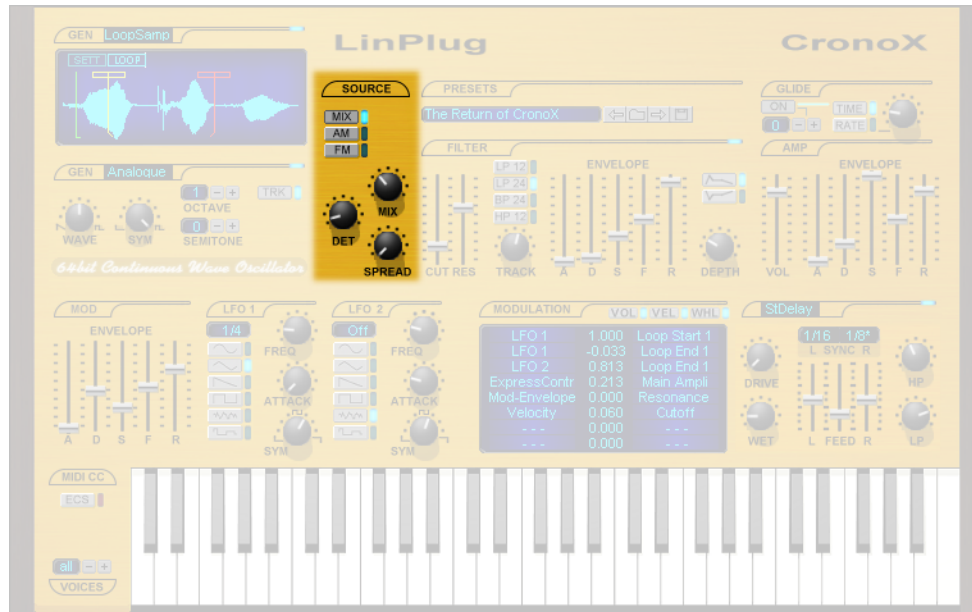 GEN LoopSamp
LinPlug
CronoX
SETT LOOP
SOURCE
MIX
AM
FM
MIX
DET
SPREAD
PRESETS
The Return of CronoX
GLIDE
ON
0 - +
TIME
RATE
FILTER
LP 12
LP 24
BP 24
HP 12
ENVELOPE
CUT RES
TRACK
A D S F R
DEPTH
AMP
ENVELOPE
VOL
A D S F R
GEN Analogue
1 - +
TRK
OCTAVE
0 - +
SEMITONE
WAVE
SYM
64bit Continuous Wave Oscillator
MOD
ENVELOPE
A D S F R
LFO 1
1/4
FREQ
ATTACK
SYM
LFO 2
Off
FREQ
ATTACK
SYM
MODULATION
VOL VEL WHL
LFO 1 1.000 Loop Start 1
LFO 1 -0.033 Loop End 1
LFO 2 0.813 Loop End 1
ExpressContr 0.213 Main Ampli
Mod-Envelope 0.000 Resonance
Velocity 0.060 Cutoff
- - - 0.000 - - -
- - - 0.000 - - -
StDelay
1/16 1/8*
L SYNC R
DRIVE
HP
WET
L FEED R
LP
MIDI CC
ECS
all - +
VOICES